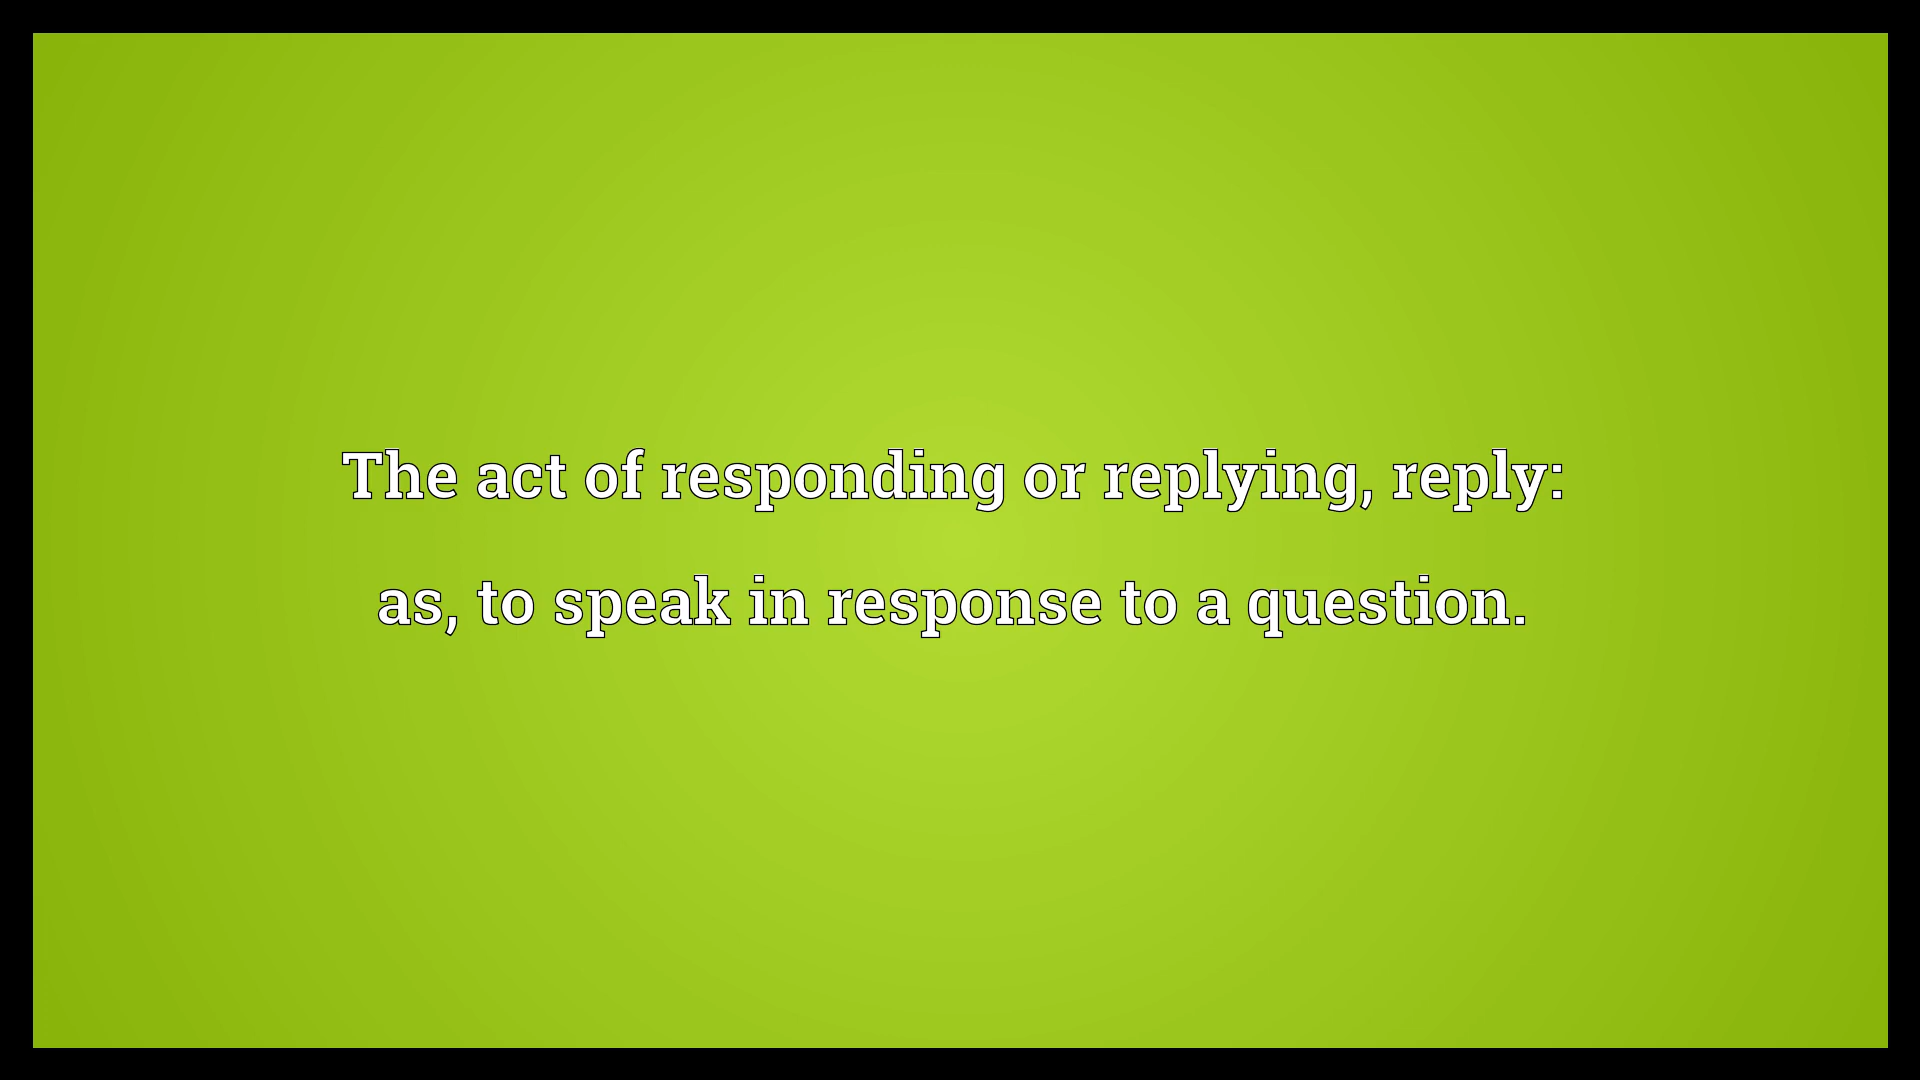 The act of responding or replying, reply:
as, to speak in response to a question.